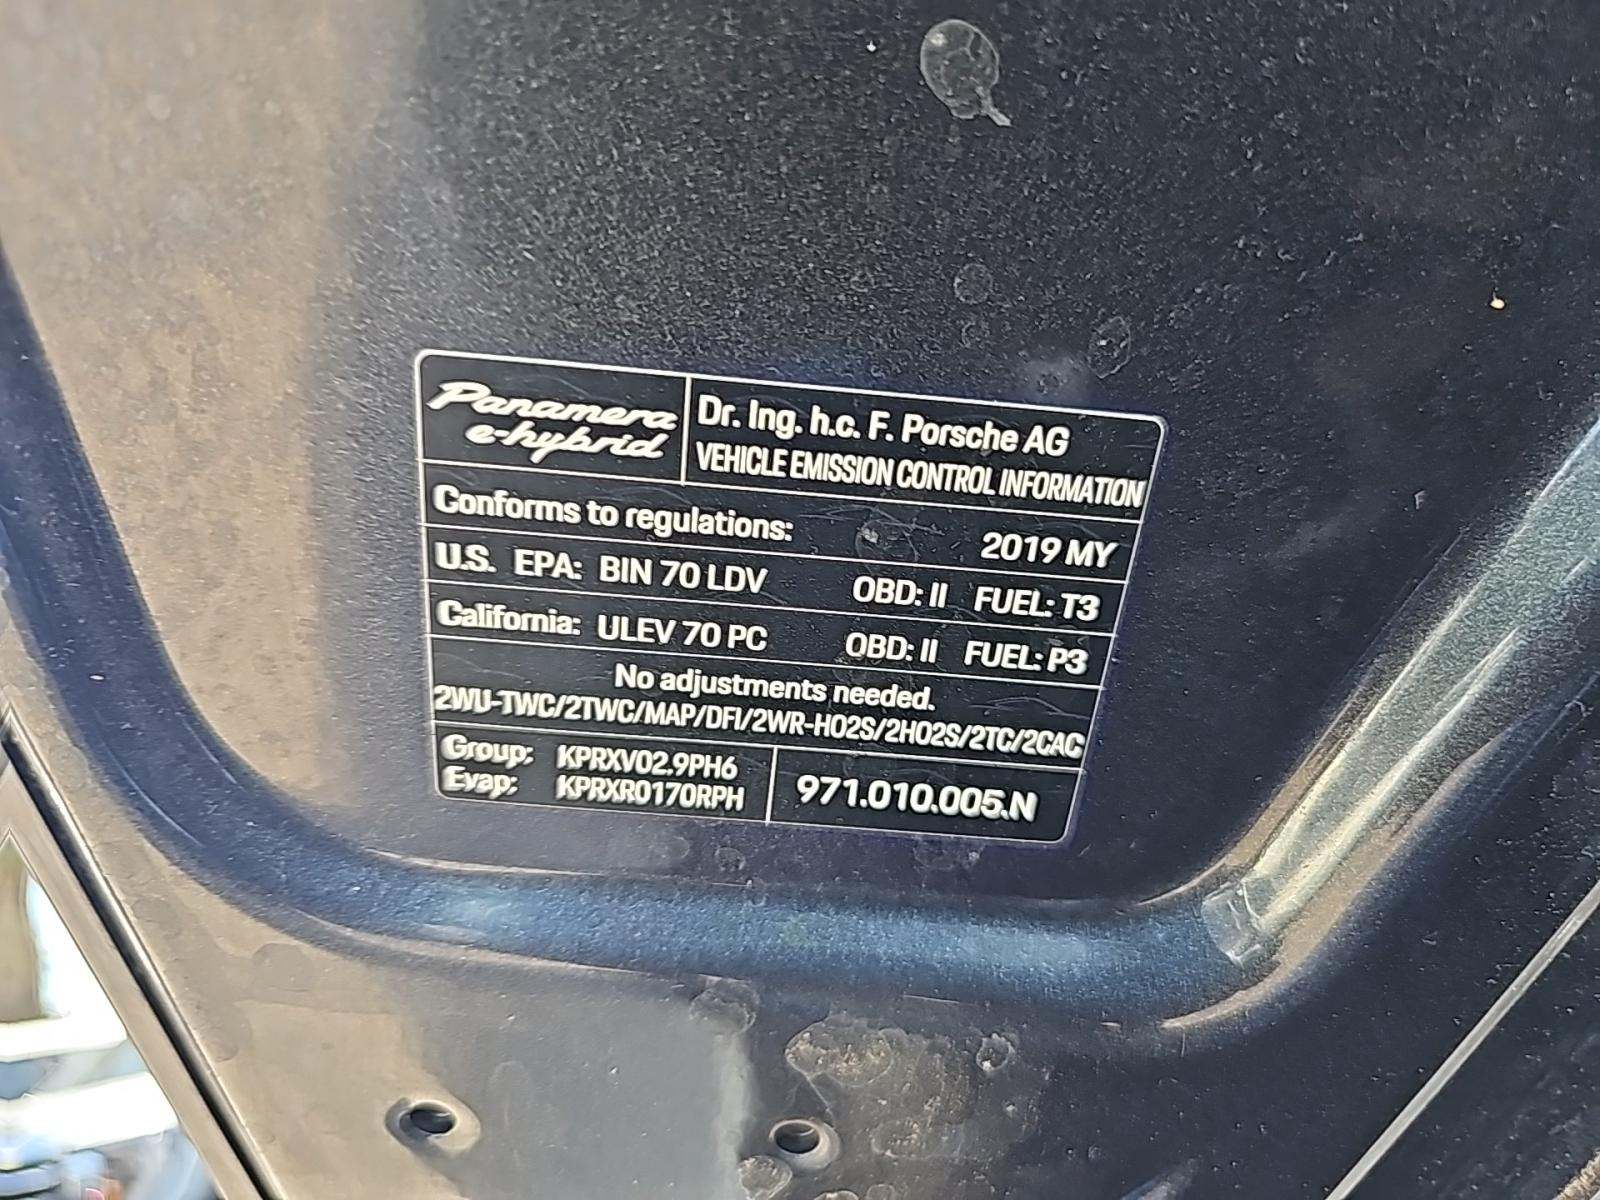 Panamera
e-hybrid
Dr. Ing. h.c. F. Porsche AG
VEHICLE EMISSION CONTROL INFORMATION
Conforms to regulations: 2019 MY
U.S. EPA: BIN 70 LDV OBD: II FUEL: T3
California: ULEV 70 PC OBD: II FUEL: P3
No adjustments needed.
2WU-TWC/2TWC/MAP/DFI/2WR-HO2S/2HO2S/2TC/2CAC
Group: KPRXV02.9PH6
Evap: KPRXR0170RPH
971.010.005.N